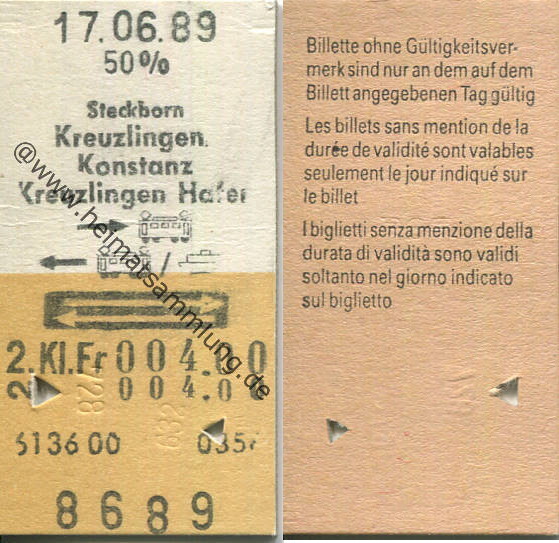 17.06.89
50%
Steckborn
Kreuzlingen
Konstanz
Kreuzlingen Hafen
2.Kl.Fr 004.00
2 004.0
6136 00 035
8689
@www.heimatsammlung.de
Billette ohne Gültigkeitsver-
merk sind nur an dem auf dem
Billett angegebenen Tag gültig
Les billets sans mention de la
durée de validité sont valables
seulement le jour indiqué sur
le billet
I biglietti senza menzione della
durata di validità sono validi
soltanto nel giorno indicato
sul biglietto